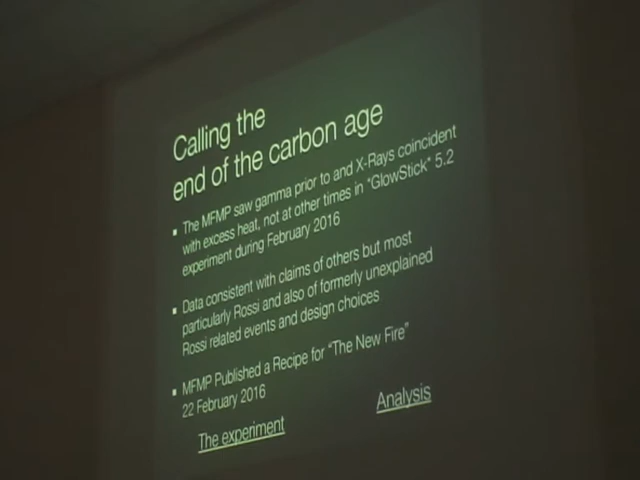 Calling the
end of the carbon age
▪ The MFMP saw gamma prior to and X-Rays coincident
with excess heat, not at other times in "GlowStick" 5.2
experiment during February 2016
▪ Data consistent with claims of others but most
particularly Rossi and also of formerly unexplained
Rossi related events and design choices
▪ MFMP Published a Recipe for “The New Fire”
22 February 2016
The experiment
Analysis